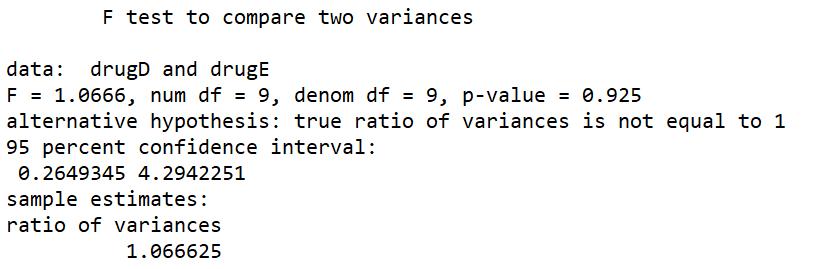 F test to compare two variances
data:  drugD and drugE
F = 1.0666, num df = 9, denom df = 9, p-value = 0.925
alternative hypothesis: true ratio of variances is not equal to 1
95 percent confidence interval:
 0.2649345 4.2942251
sample estimates:
ratio of variances
1.066625